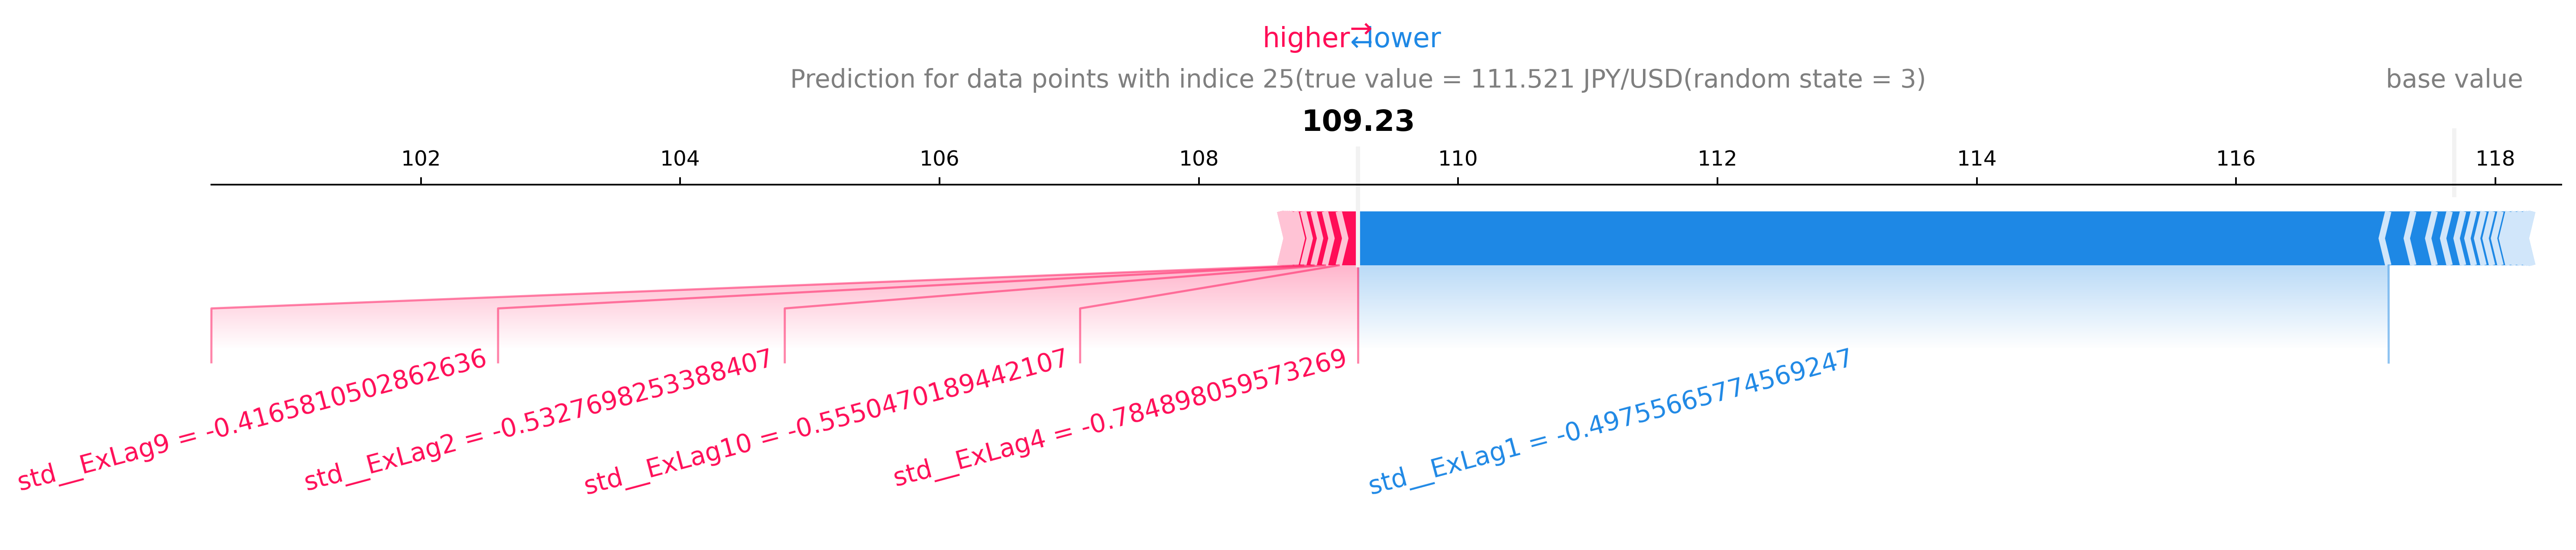 higher⇄lower
Prediction for data points with indice 25(true value = 111.521 JPY/USD(random state = 3)
base value
109.23
102 104 106 108 110 112 114 116 118
std__ExLag9 = -0.4165810502862636
std__ExLag2 = -0.5327698253388407
std__ExLag10 = -0.5550470189442107
std__ExLag4 = -0.784898059573269
std__ExLag1 = -0.49755665774569247